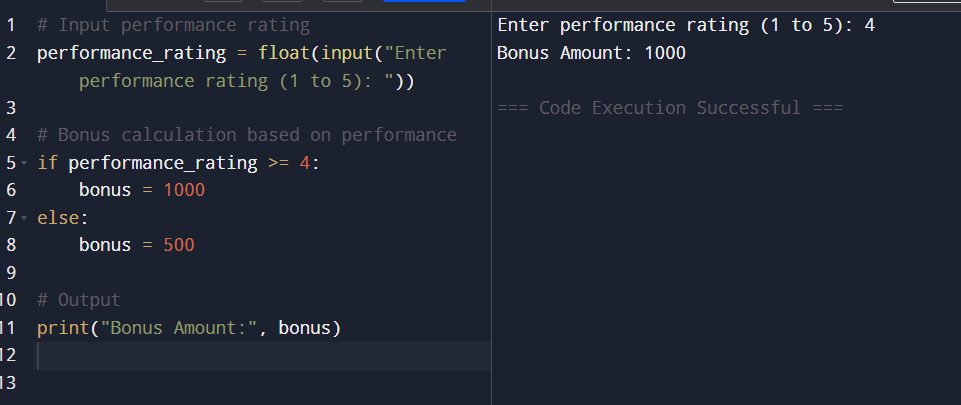 1 # Input performance rating
2 performance_rating = float(input("Enter
performance rating (1 to 5): "))
3
4 # Bonus calculation based on performance
5 if performance_rating >= 4:
6 bonus = 1000
7 else:
8 bonus = 500
9
10 # Output
11 print("Bonus Amount:", bonus)
12
13
Enter performance rating (1 to 5): 4
Bonus Amount: 1000
=== Code Execution Successful ===